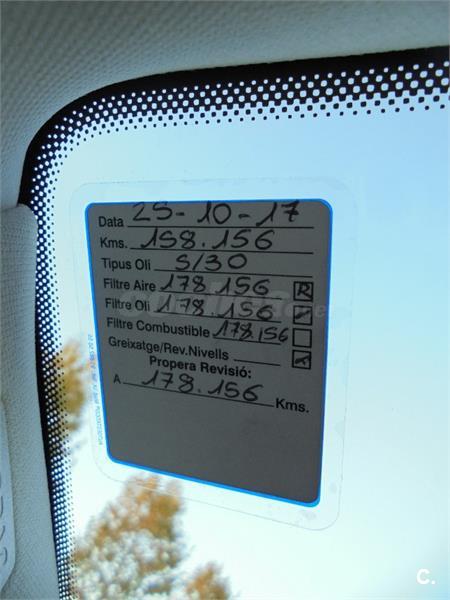 Data 25-10-17
Kms. 158.156
Tipus Oli 5/30
Filtre Aire 178.156 R
Filtre Oli 178.156
Filtre Combustible 178.156
Greixatge/Rev.Nivells
Propera Revisió:
A 178.156 Kms.
C.